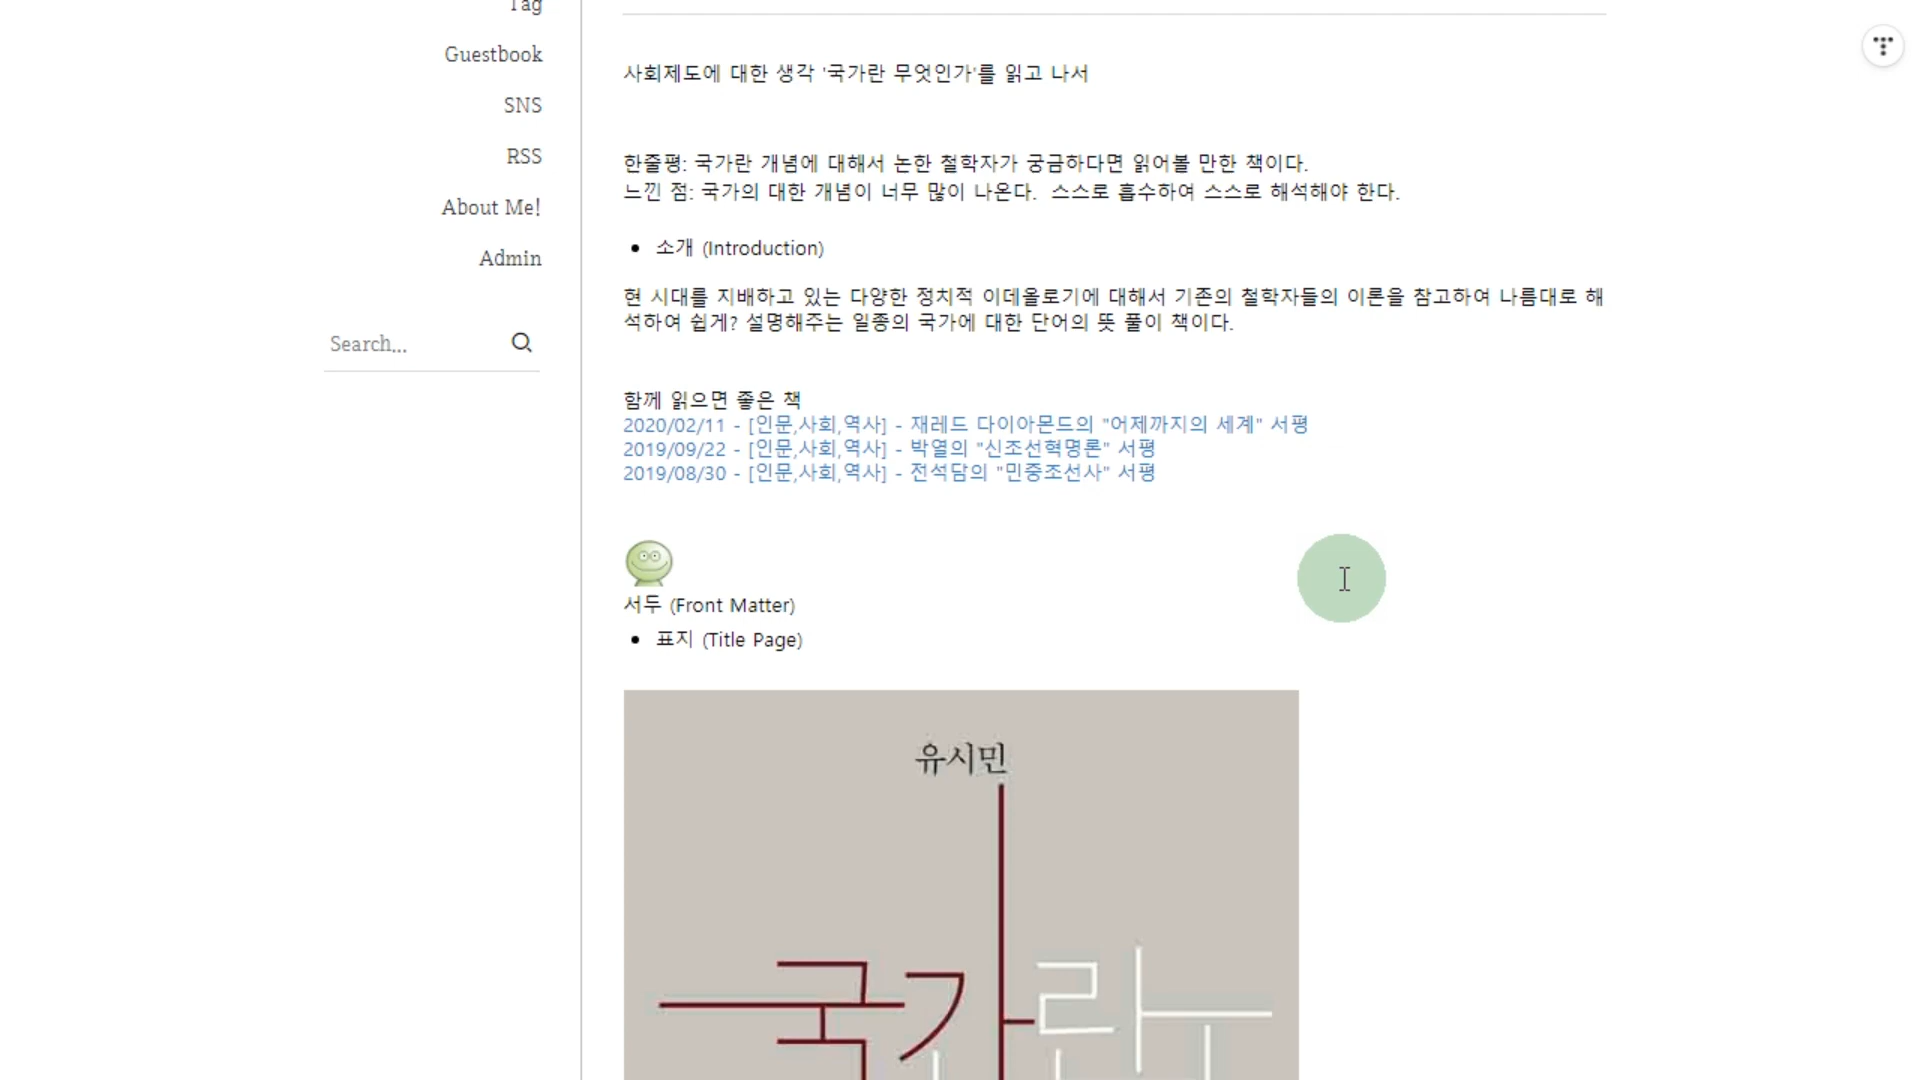 Tag
Guestbook
SNS
RSS
About Me!
Admin
Search...
사회제도에 대한 생각 '국가란 무엇인가'를 읽고 나서
한줄평: 국가란 개념에 대해서 논한 철학자가 궁금하다면 읽어볼 만한 책이다.
느낀 점: 국가의 대한 개념이 너무 많이 나온다. 스스로 흡수하여 스스로 해석해야 한다.
소개 (Introduction)
현 시대를 지배하고 있는 다양한 정치적 이데올로기에 대해서 기존의 철학자들의 이론을 참고하여 나름대로 해
석하여 쉽게? 설명해주는 일종의 국가에 대한 단어의 뜻 풀이 책이다.
함께 읽으면 좋은 책
2020/02/11 - [인문,사회,역사] - 재레드 다이아몬드의 "어제까지의 세계" 서평
2019/09/22 - [인문,사회,역사] - 박열의 "신조선혁명론" 서평
2019/08/30 - [인문,사회,역사] - 전석담의 "민중조선사" 서평
서두 (Front Matter)
표지 (Title Page)
유시민
국가란